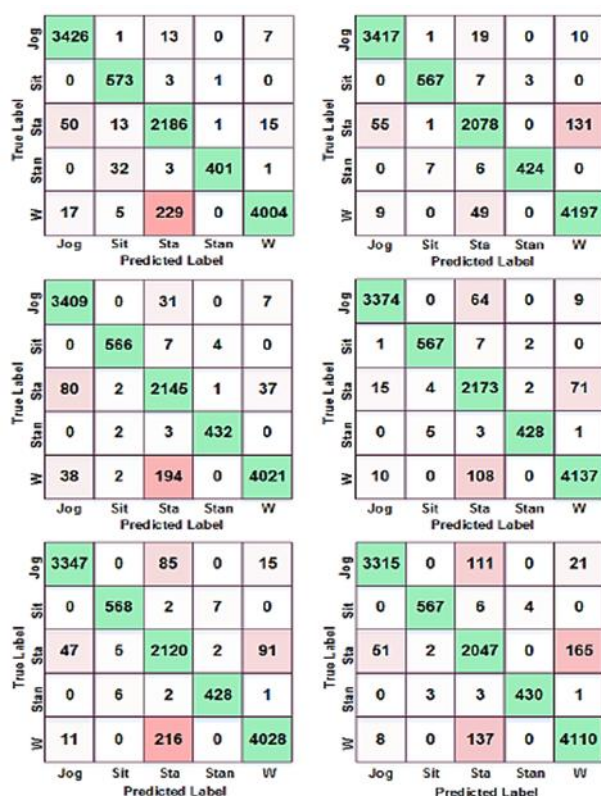 Jog 3426 1 13 0 7
Sit 0 573 3 1 0
Sta 50 13 2186 1 15
Stan 0 32 3 401 1
W 17 5 229 0 4004
Jog Sit Sta Stan W
Predicted Label
True Label
Jog 3417 1 19 0 10
Sit 0 567 7 3 0
Sta 55 1 2078 0 131
Stan 0 7 6 424 0
W 9 0 49 0 4197
Jog Sit Sta Stan W
Predicted Label
True Label
Jog 3409 0 31 0 7
Sit 0 566 7 4 0
Sta 80 2 2145 1 37
Stan 0 2 3 432 0
W 38 2 194 0 4021
Jog Sit Sta Stan W
Predicted Label
True Label
Jog 3374 0 64 0 9
Sit 1 567 7 2 0
Sta 15 4 2173 2 71
Stan 0 5 3 428 1
W 10 0 108 0 4137
Jog Sit Sta Stan W
Predicted Label
True Label
Jog 3347 0 85 0 15
Sit 0 568 2 7 0
Sta 47 5 2120 2 91
Stan 0 6 2 428 1
W 11 0 216 0 4028
Jog Sit Sta Stan W
Predicted Label
True Label
Jog 3315 0 111 0 21
Sit 0 567 6 4 0
Sta 51 2 2047 0 165
Stan 0 3 3 430 1
W 8 0 137 0 4110
Jog Sit Sta Stan W
Predicted Label
True Label